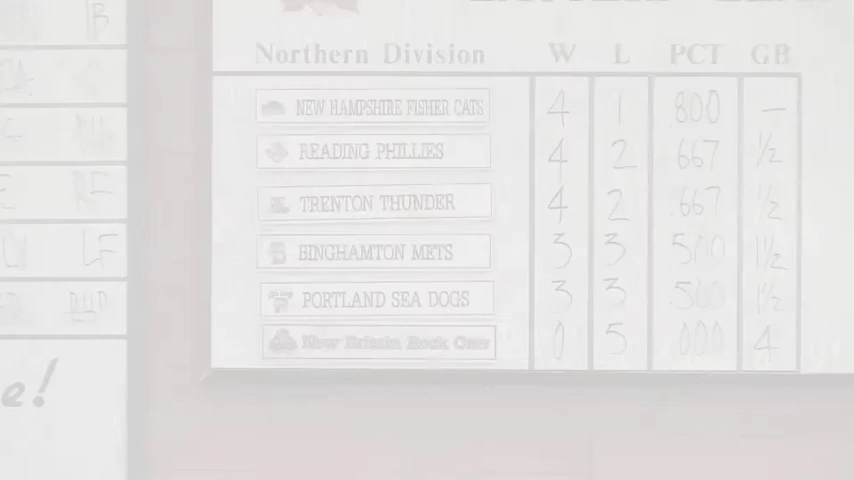 B
Northern Division W L PCT GB
NEW HAMPSHIRE FISHER CATS 4 1 .800 —
READING PHILLIES 4 2 .667 ½
TRENTON THUNDER 4 2 .667 ½
RF
BINGHAMTON METS 3 3 .500 1½
LF
PORTLAND SEA DOGS 3 3 .500 1½
New Britain Rock Cats 0 5 .000 4
e!